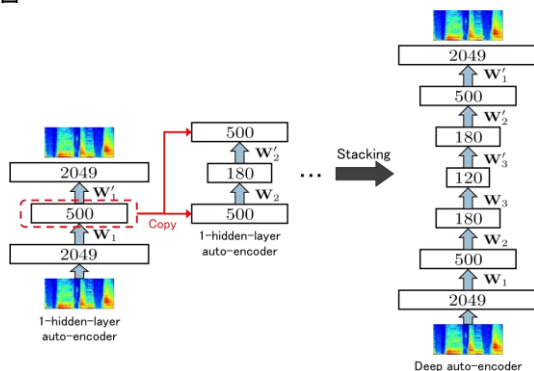 2049
W′1
500
W1
2049
1-hidden-layer
auto-encoder
Copy
500
W′2
180
W2
500
1-hidden-layer
auto-encoder
...
Stacking
2049
W′1
500
W′2
180
W′3
120
W3
180
W2
500
W1
2049
Deep auto-encoder